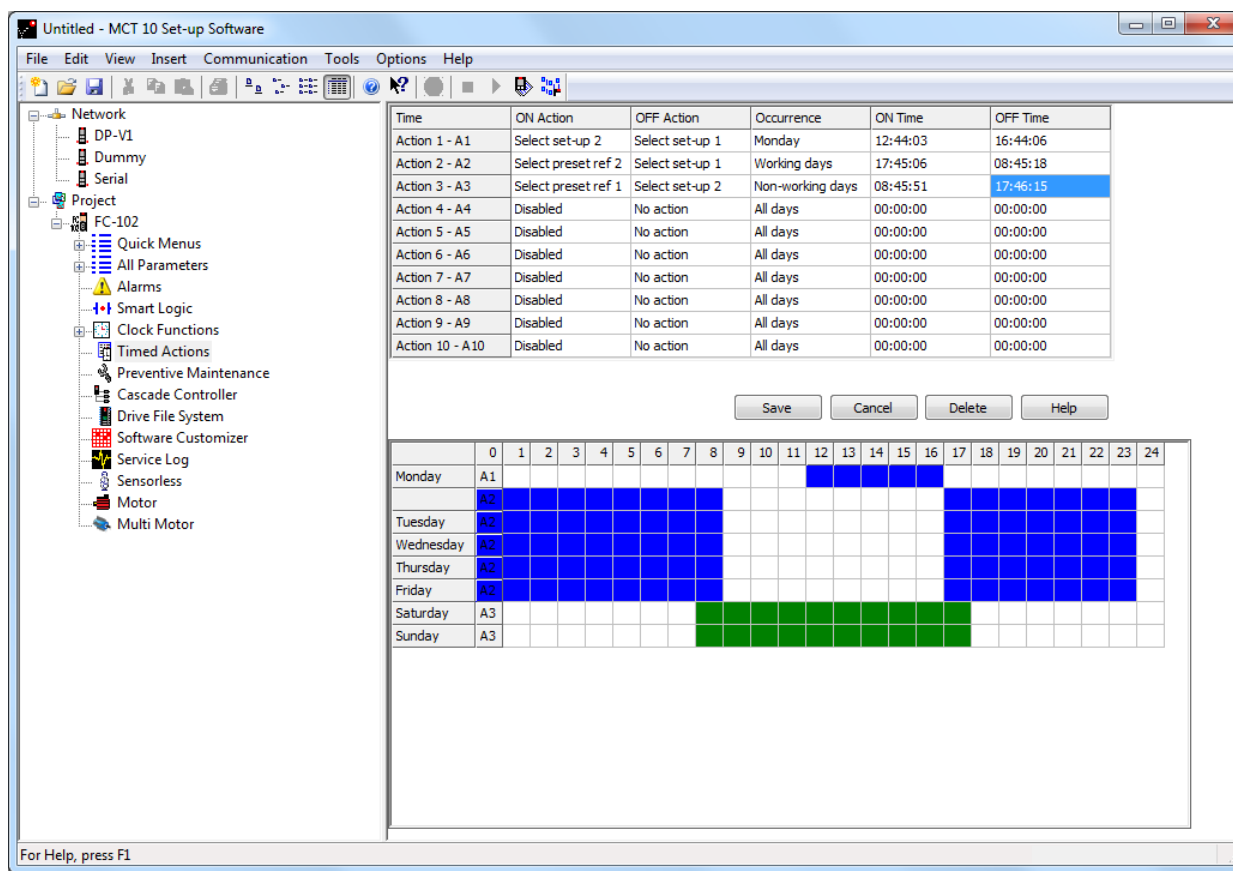 Untitled - MCT 10 Set-up Software
File Edit View Insert Communication Tools Options Help
Network
DP-V1
Dummy
Serial
Project
FC-102
Quick Menus
All Parameters
Alarms
Smart Logic
Clock Functions
Timed Actions
Preventive Maintenance
Cascade Controller
Drive File System
Software Customizer
Service Log
Sensorless
Motor
Multi Motor
Time ON Action OFF Action Occurrence ON Time OFF Time
Action 1 - A1 Select set-up 2 Select set-up 1 Monday 12:44:03 16:44:06
Action 2 - A2 Select preset ref 2 Select set-up 1 Working days 17:45:06 08:45:18
Action 3 - A3 Select preset ref 1 Select set-up 2 Non-working days 08:45:51 17:46:15
Action 4 - A4 Disabled No action All days 00:00:00 00:00:00
Action 5 - A5 Disabled No action All days 00:00:00 00:00:00
Action 6 - A6 Disabled No action All days 00:00:00 00:00:00
Action 7 - A7 Disabled No action All days 00:00:00 00:00:00
Action 8 - A8 Disabled No action All days 00:00:00 00:00:00
Action 9 - A9 Disabled No action All days 00:00:00 00:00:00
Action 10 - A10 Disabled No action All days 00:00:00 00:00:00
Save Cancel Delete Help
0 1 2 3 4 5 6 7 8 9 10 11 12 13 14 15 16 17 18 19 20 21 22 23 24
Monday A1
A2
Tuesday A2
Wednesday A2
Thursday A2
Friday A2
Saturday A3
Sunday A3
For Help, press F1